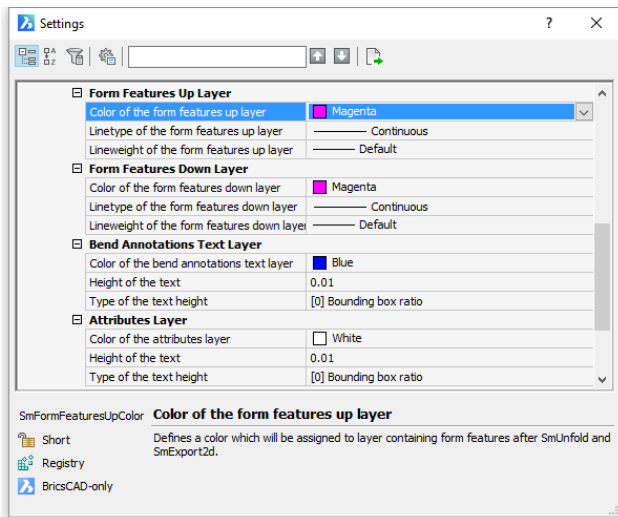 Settings ? X
Form Features Up Layer
Color of the form features up layer Magenta
Linetype of the form features up layer Continuous
Lineweight of the form features up layer Default
Form Features Down Layer
Color of the form features down layer Magenta
Linetype of the form features down layer Continuous
Lineweight of the form features down layer Default
Bend Annotations Text Layer
Color of the bend annotations text layer Blue
Height of the text 0.01
Type of the text height [0] Bounding box ratio
Attributes Layer
Color of the attributes layer White
Height of the text 0.01
Type of the text height [0] Bounding box ratio
SmFormFeaturesUpColor Color of the form features up layer
Short Defines a color which will be assigned to layer containing form features after SmUnfold and
SmExport2d.
Registry
BricsCAD-only